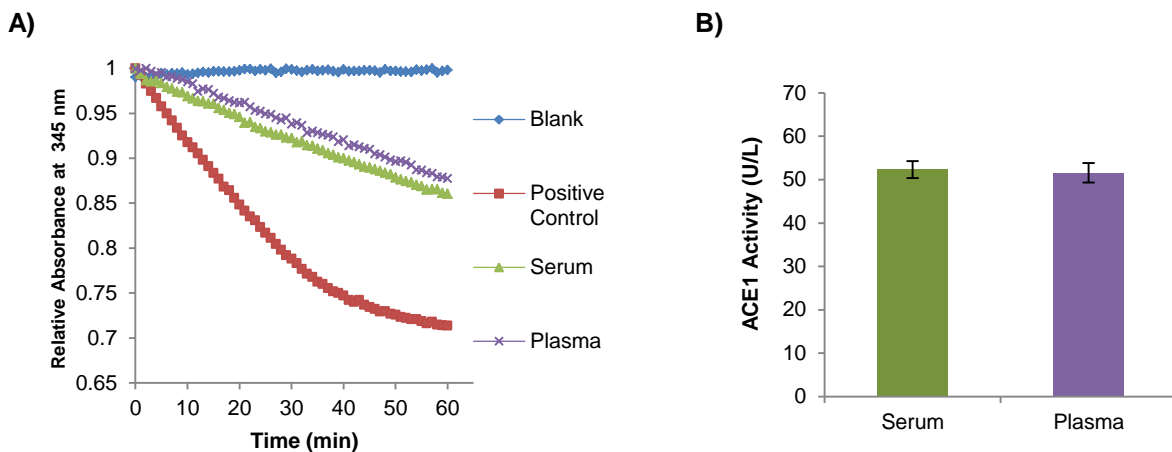 A)
Relative Absorbance at 345 nm
1
0.95
0.9
0.85
0.8
0.75
0.7
0.65
0
10
20
30
40
50
60
Time (min)
Blank
Positive
Control
Serum
Plasma
B)
ACE1 Activity (U/L)
70
60
50
40
30
20
10
0
Serum
Plasma